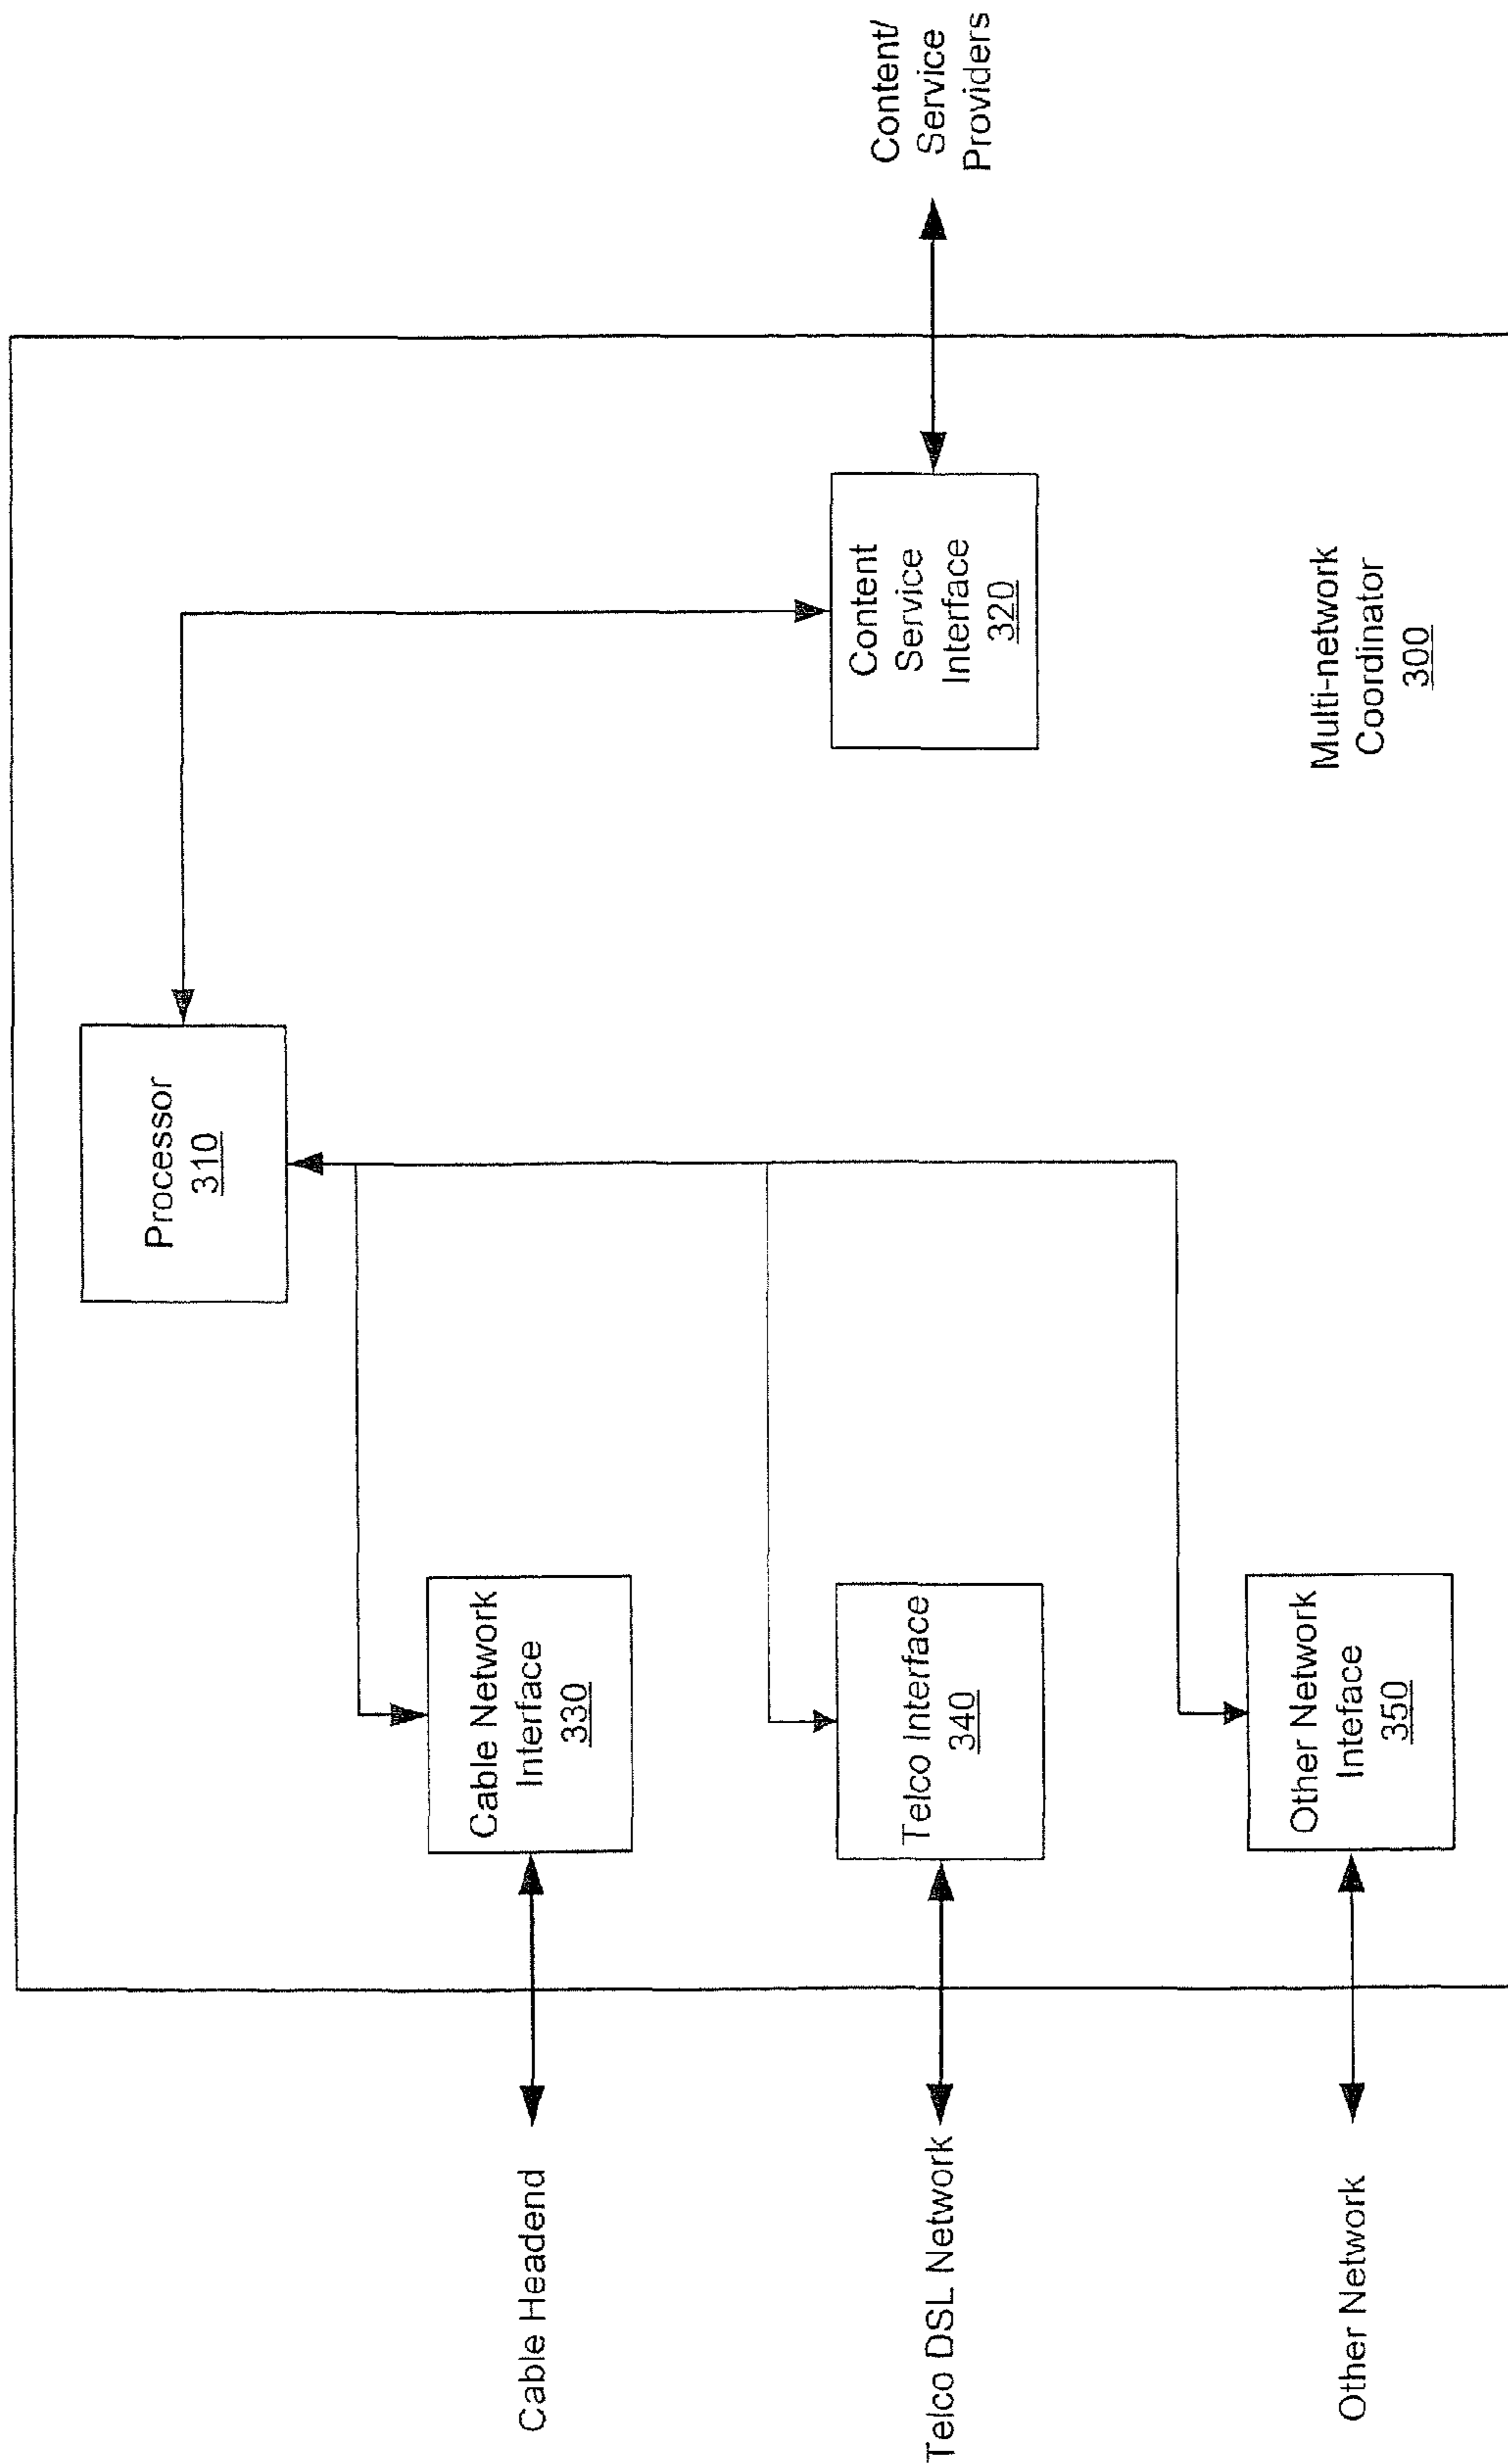 Processor
310
Cable Headend
Cable Network
Interface
330
Telco DSL Network
Telco Interface
340
Content
Service
Interface
320
Content/
Service
Providers
Other Network
Other Network
Inteface
350
Multi-network
Coordinator
300